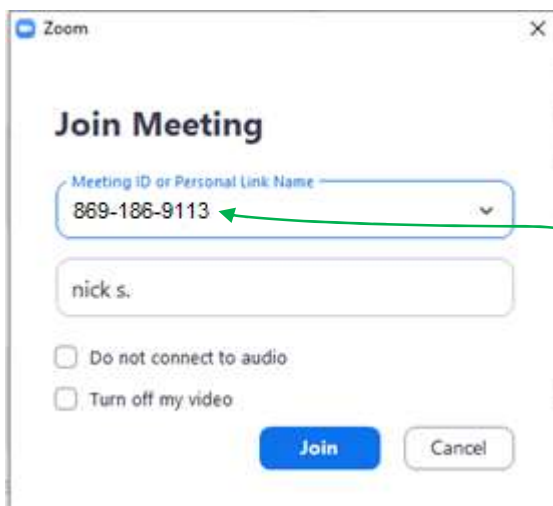 Zoom
Join Meeting
Meeting ID or Personal Link Name
869-186-9113
nick s.
Do not connect to audio
Turn off my video
Join Cancel